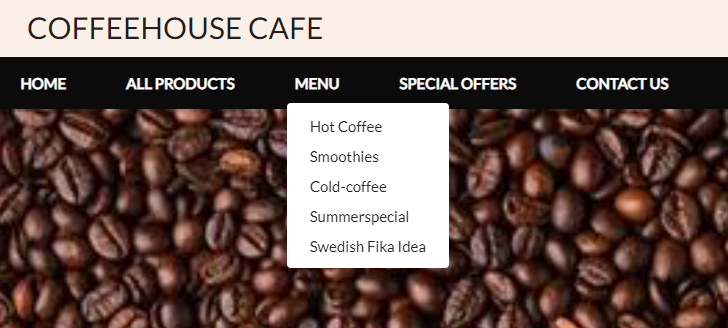 COFFEEHOUSE CAFE
HOME ALL PRODUCTS MENU SPECIAL OFFERS CONTACT US
Hot Coffee
Smoothies
Cold-coffee
Summerspecial
Swedish Fika Idea